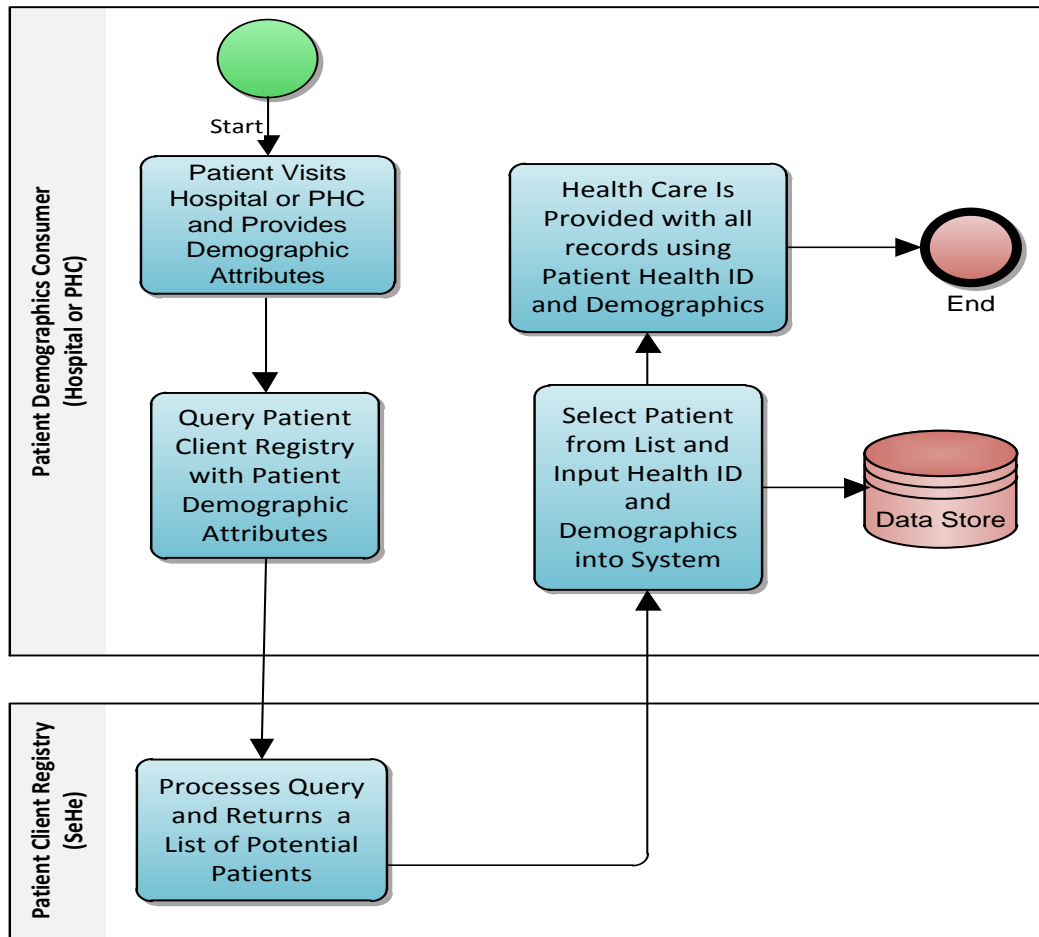 Patient Demographics Consumer
(Hospital or PHC)
Start
Patient Visits
Hospital or PHC
and Provides
Demographic
Attributes
Query Patient
Client Registry
with Patient
Demographic
Attributes
Health Care Is
Provided with all
records using
Patient Health ID
and Demographics
End
Select Patient
from List and
Input Health ID
and
Demographics
into System
Data Store
Patient Client Registry
(SeHe)
Processes Query
and Returns a
List of Potential
Patients